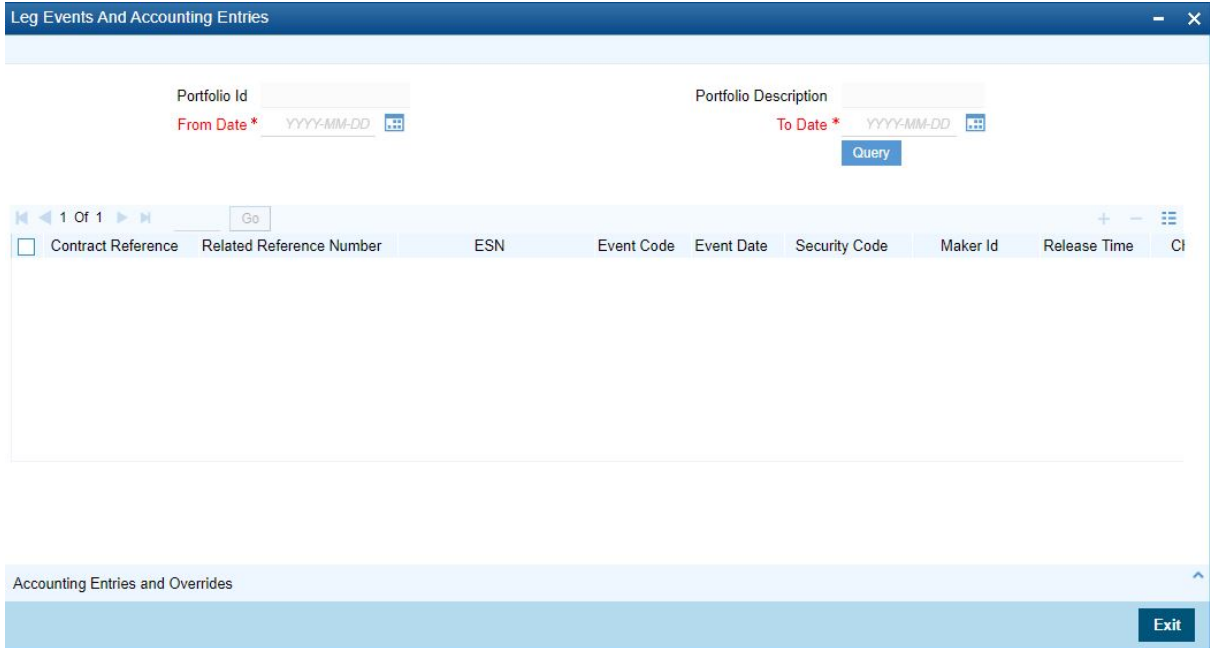 Leg Events And Accounting Entries
Portfolio Id
Portfolio Description
From Date * YYYY-MM-DD
To Date * YYYY-MM-DD
Query
1 Of 1 Go
Contract Reference Related Reference Number ESN Event Code Event Date Security Code Maker Id Release Time
Accounting Entries and Overrides
Exit